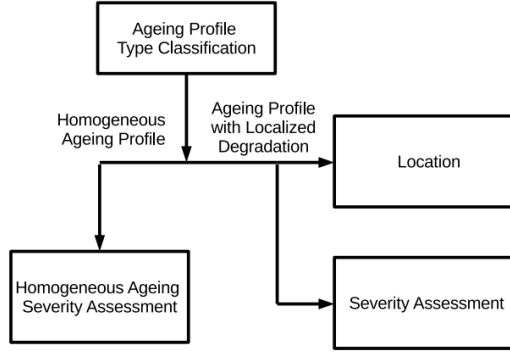 Ageing Profile
Type Classification
Homogeneous
Ageing Profile
Ageing Profile
with Localized
Degradation
Location
Homogeneous Ageing
Severity Assessment
Severity Assessment